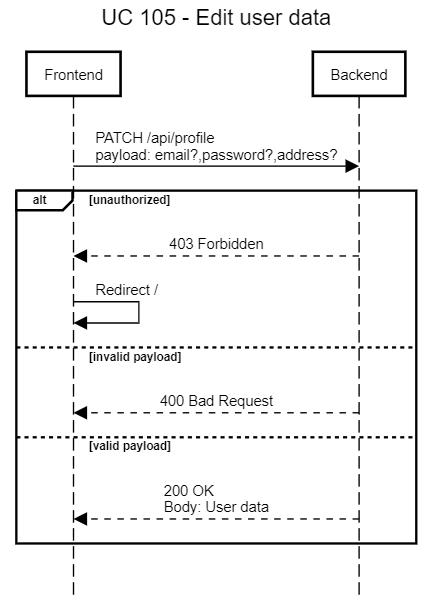 UC 105 - Edit user data
Frontend
Backend
PATCH /api/profile
payload: email?,password?,address?
alt
[unauthorized]
403 Forbidden
Redirect /
[invalid payload]
400 Bad Request
[valid payload]
200 OK
Body: User data